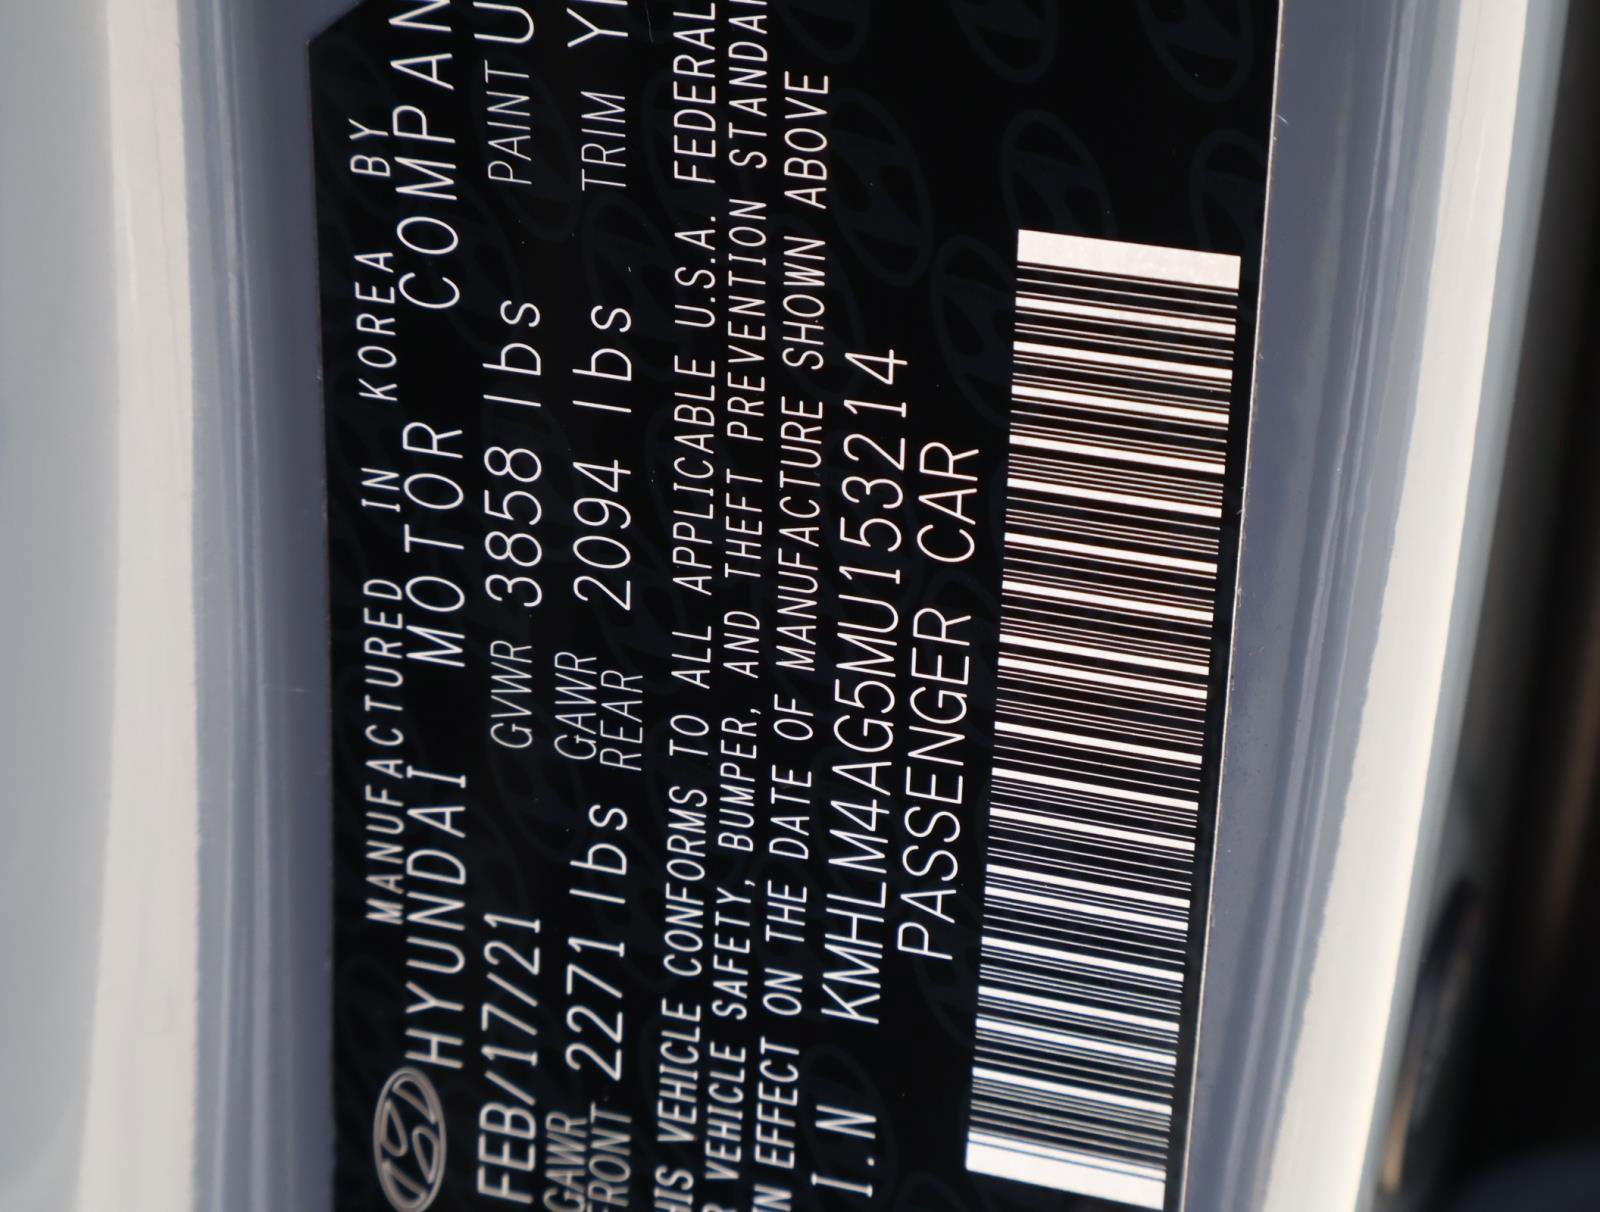 MANUFACTURED IN KOREA BY
HYUNDAI MOTOR COMPAN
FEB/17/21 GVWR 3858 lbs PAINT U
GAWR FRONT 2271 lbs GAWR REAR 2094 lbs TRIM Y
HIS VEHICLE CONFORMS TO ALL APPLICABLE U.S.A. FEDERAL
R VEHICLE SAFETY, BUMPER, AND THEFT PREVENTION STANDA
IN EFFECT ON THE DATE OF MANUFACTURE SHOWN ABOVE
I.N KMHLM4AG5MU153214
PASSENGER CAR